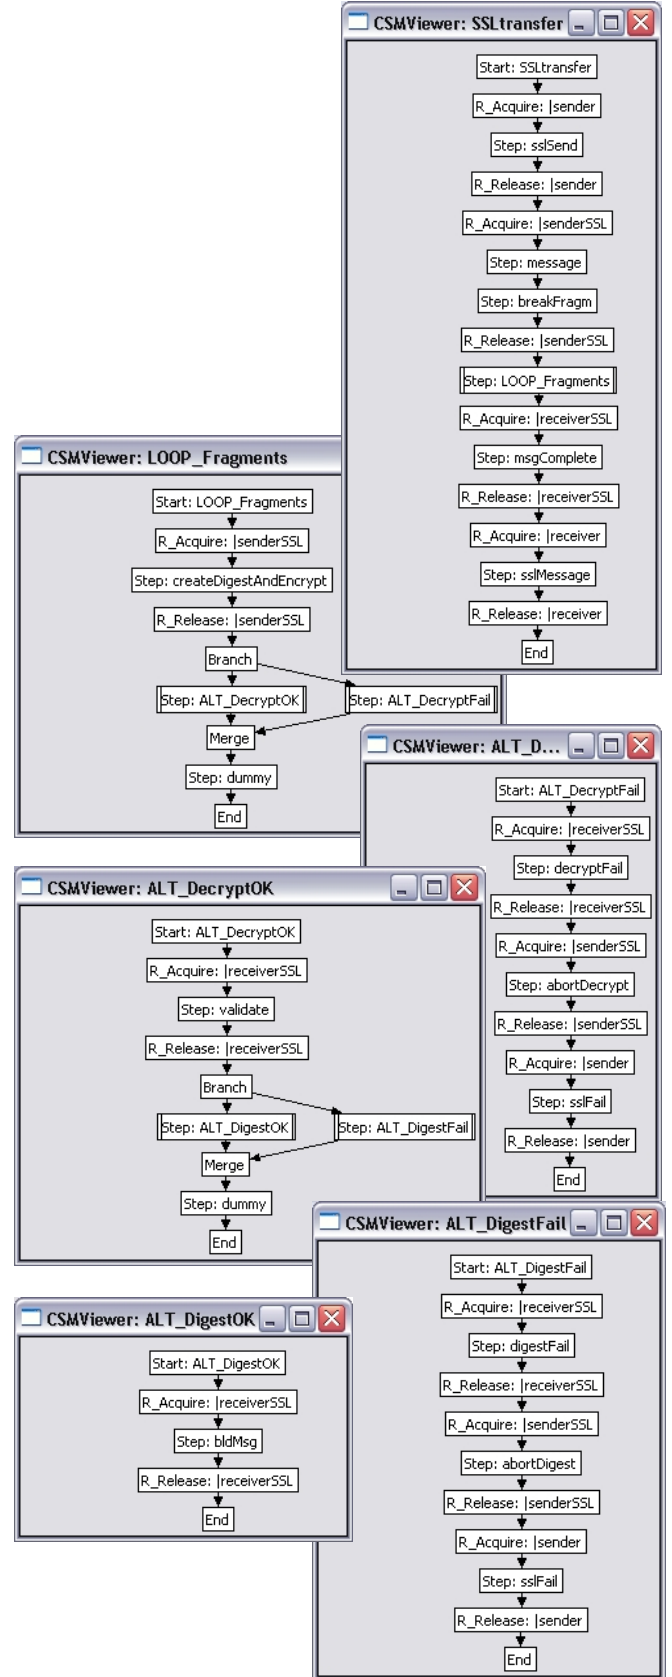 CSMViewer: SSLtransfer
Start: SSLtransfer
R_Acquire: |sender
Step: sslSend
R_Release: |sender
R_Acquire: |senderSSL
Step: message
Step: breakFragm
R_Release: |senderSSL
Step: LOOP_Fragments
R_Acquire: |receiverSSL
Step: msgComplete
R_Release: |receiverSSL
R_Acquire: |receiver
Step: sslMessage
R_Release: |receiver
End
CSMViewer: LOOP_Fragments
Start: LOOP_Fragments
R_Acquire: |senderSSL
Step: createDigestAndEncrypt
R_Release: |senderSSL
Branch
Step: ALT_DecryptOK
Step: ALT_DecryptFail
Merge
Step: dummy
End
CSMViewer: ALT_D...
Start: ALT_DecryptFail
R_Acquire: |receiverSSL
Step: decryptFail
R_Release: |receiverSSL
R_Acquire: |senderSSL
Step: abortDecrypt
R_Release: |senderSSL
R_Acquire: |sender
Step: sslFail
R_Release: |sender
End
CSMViewer: ALT_DecryptOK
Start: ALT_DecryptOK
R_Acquire: |receiverSSL
Step: validate
R_Release: |receiverSSL
Branch
Step: ALT_DigestOK
Step: ALT_DigestFail
Merge
Step: dummy
End
CSMViewer: ALT_DigestFail
Start: ALT_DigestFail
R_Acquire: |receiverSSL
Step: digestFail
R_Release: |receiverSSL
R_Acquire: |senderSSL
Step: abortDigest
R_Release: |senderSSL
R_Acquire: |sender
Step: sslFail
R_Release: |sender
End
CSMViewer: ALT_DigestOK
Start: ALT_DigestOK
R_Acquire: |receiverSSL
Step: bldMsg
R_Release: |receiverSSL
End